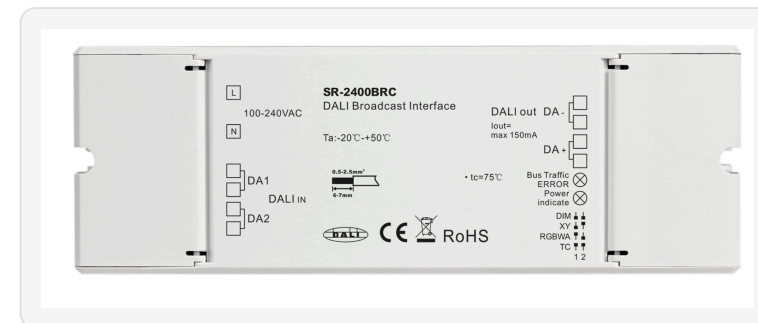 L
100-240VAC
N
DA1
DALI IN
DA2
SR-2400BRC
DALI Broadcast Interface
Ta:-20℃-+50℃
0.5-2.5mm²
6-7mm
DALI
CE
RoHS
• tc=75℃
DALI out DA -
Iout=
max 150mA
DA +
Bus Traffic
ERROR
Power
indicate
DIM
XY
RGBWA
TC
1 2